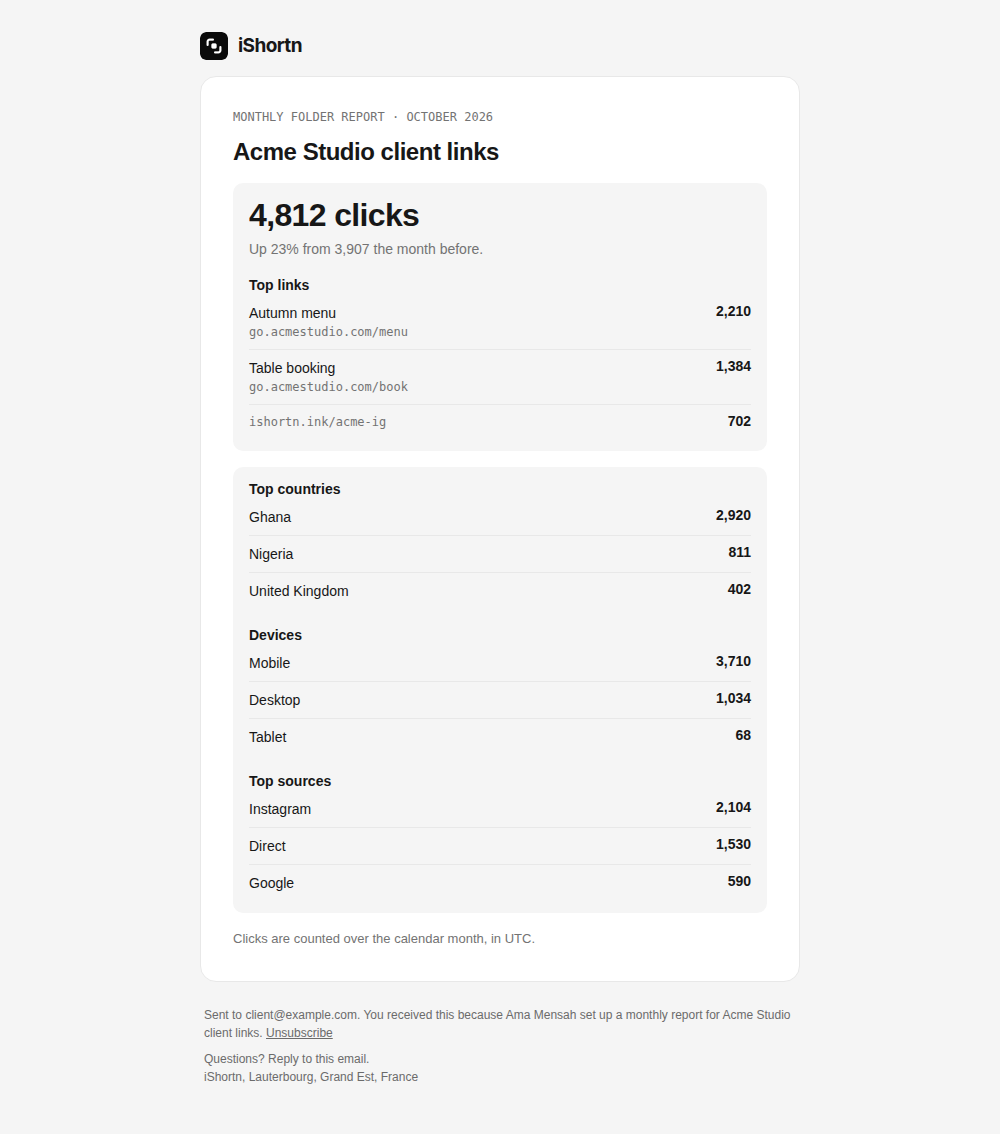 iShortn
MONTHLY FOLDER REPORT · OCTOBER 2026
Acme Studio client links
4,812 clicks
Up 23% from 3,907 the month before.
Top links
Autumn menu 2,210
go.acmestudio.com/menu
Table booking 1,384
go.acmestudio.com/book
ishortn.ink/acme-ig 702
Top countries
Ghana 2,920
Nigeria 811
United Kingdom 402
Devices
Mobile 3,710
Desktop 1,034
Tablet 68
Top sources
Instagram 2,104
Direct 1,530
Google 590
Clicks are counted over the calendar month, in UTC.
Sent to client@example.com. You received this because Ama Mensah set up a monthly report for Acme Studio
client links. Unsubscribe
Questions? Reply to this email.
iShortn, Lauterbourg, Grand Est, France